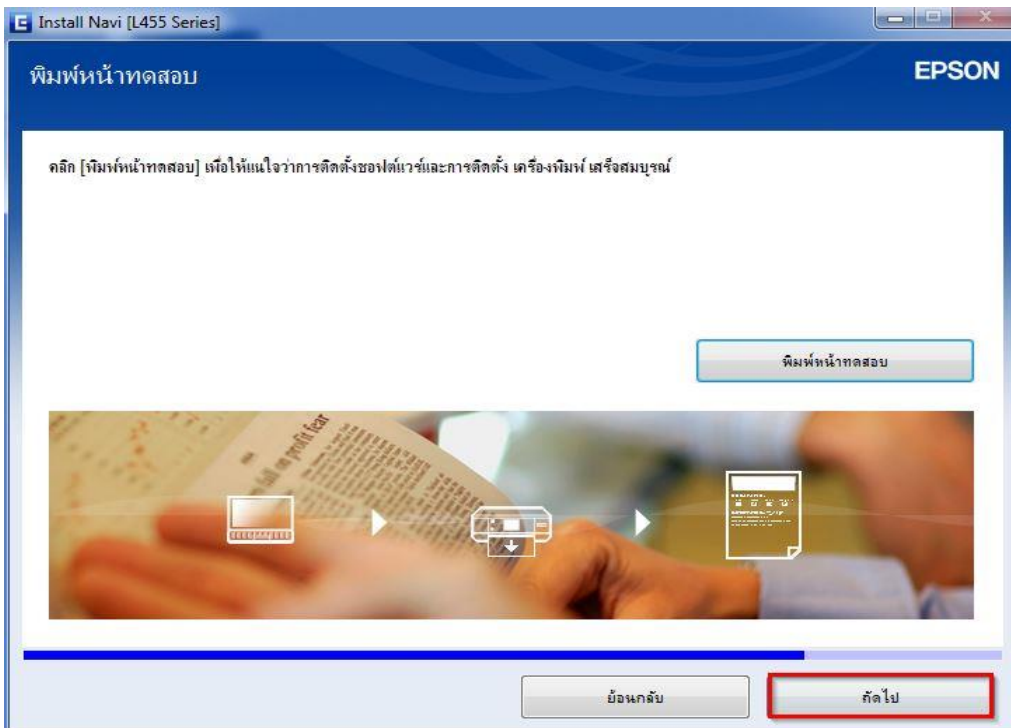 Install Navi [L455 Series]
พิมพ์หน้าทดสอบ
EPSON
คลิก [พิมพ์หน้าทดสอบ] เพื่อให้แน่ใจว่าการติดตั้งซอฟต์แวร์และการติดตั้ง เครื่องพิมพ์ เสร็จสมบูรณ์
พิมพ์หน้าทดสอบ
fall on profit fear
ย้อนกลับ
ถัดไป